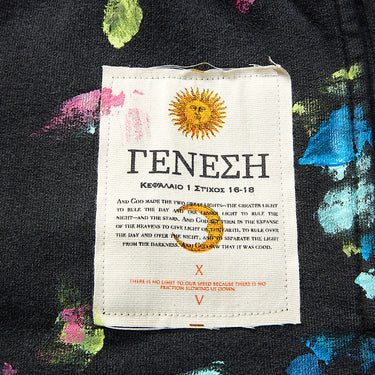 ΓΕΝΕΣΗ
ΚΕΦΑΛΑΙΟ 1 ΣΤΙΧΟΣ 16-18
AND GOD MADE THE TWO GREAT LIGHTS—THE GREATER LIGHT
TO RULE THE DAY AND THE LESSER LIGHT TO RULE THE
NIGHT—AND THE STARS. AND GOD SET THEM IN THE EXPANSE
OF THE HEAVENS TO GIVE LIGHT ON THE EARTH, TO RULE OVER
THE DAY AND OVER THE NIGHT, AND TO SEPARATE THE LIGHT
FROM THE DARKNESS. AND GOD SAW THAT IT WAS GOOD.
X
THERE IS NO LIMIT TO OUR SPEED BECAUSE THERE IS NO
FRICTION SLOWING US DOWN.
V